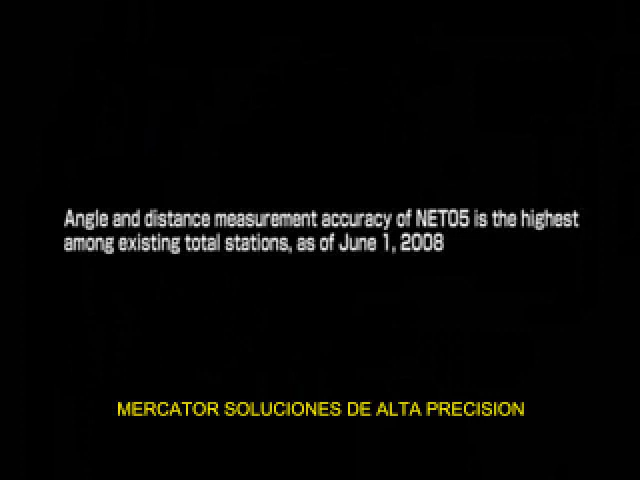 Angle and distance measurement accuracy of NET05 is the highest
among existing total stations, as of June 1, 2008
MERCATOR SOLUCIONES DE ALTA PRECISION